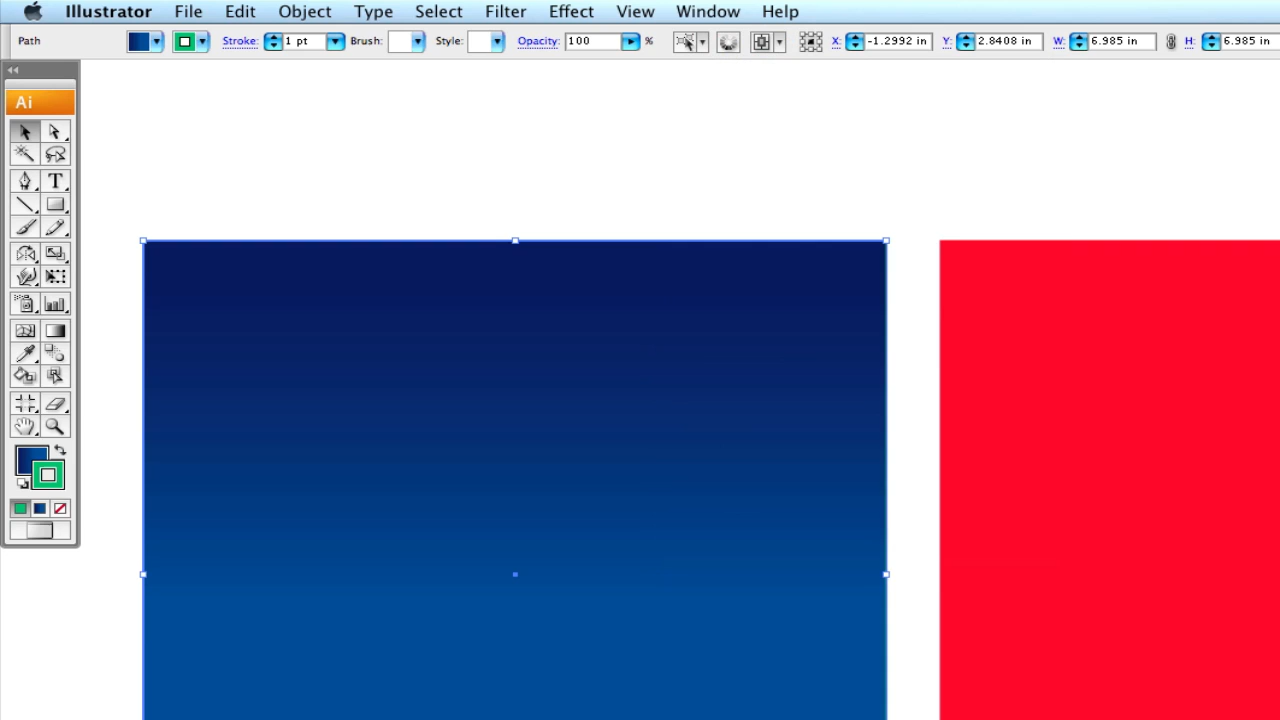 Illustrator File Edit Object Type Select Filter Effect View Window Help
Path Stroke: 1 pt Brush: Style: Opacity: 100 % X: -1.2992 in Y: 2.8408 in W: 6.985 in H: 6.985 in
Ai
T